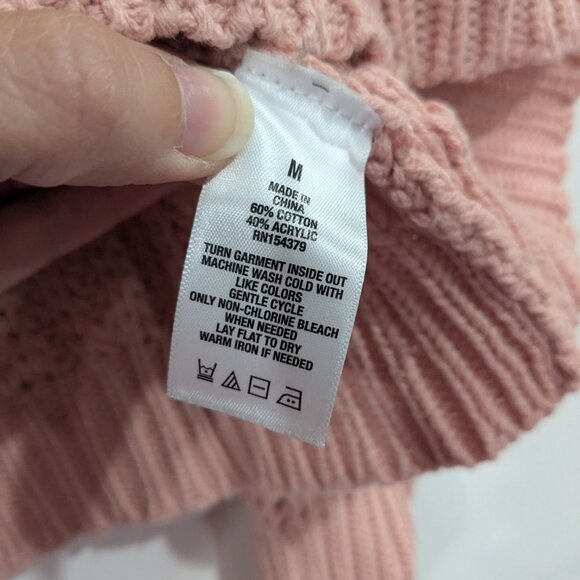 M
MADE IN
CHINA
60% COTTON
40% ACRYLIC
RN154379
TURN GARMENT INSIDE OUT
MACHINE WASH COLD WITH
LIKE COLORS
GENTLE CYCLE
ONLY NON-CHLORINE BLEACH
WHEN NEEDED
LAY FLAT TO DRY
WARM IRON IF NEEDED